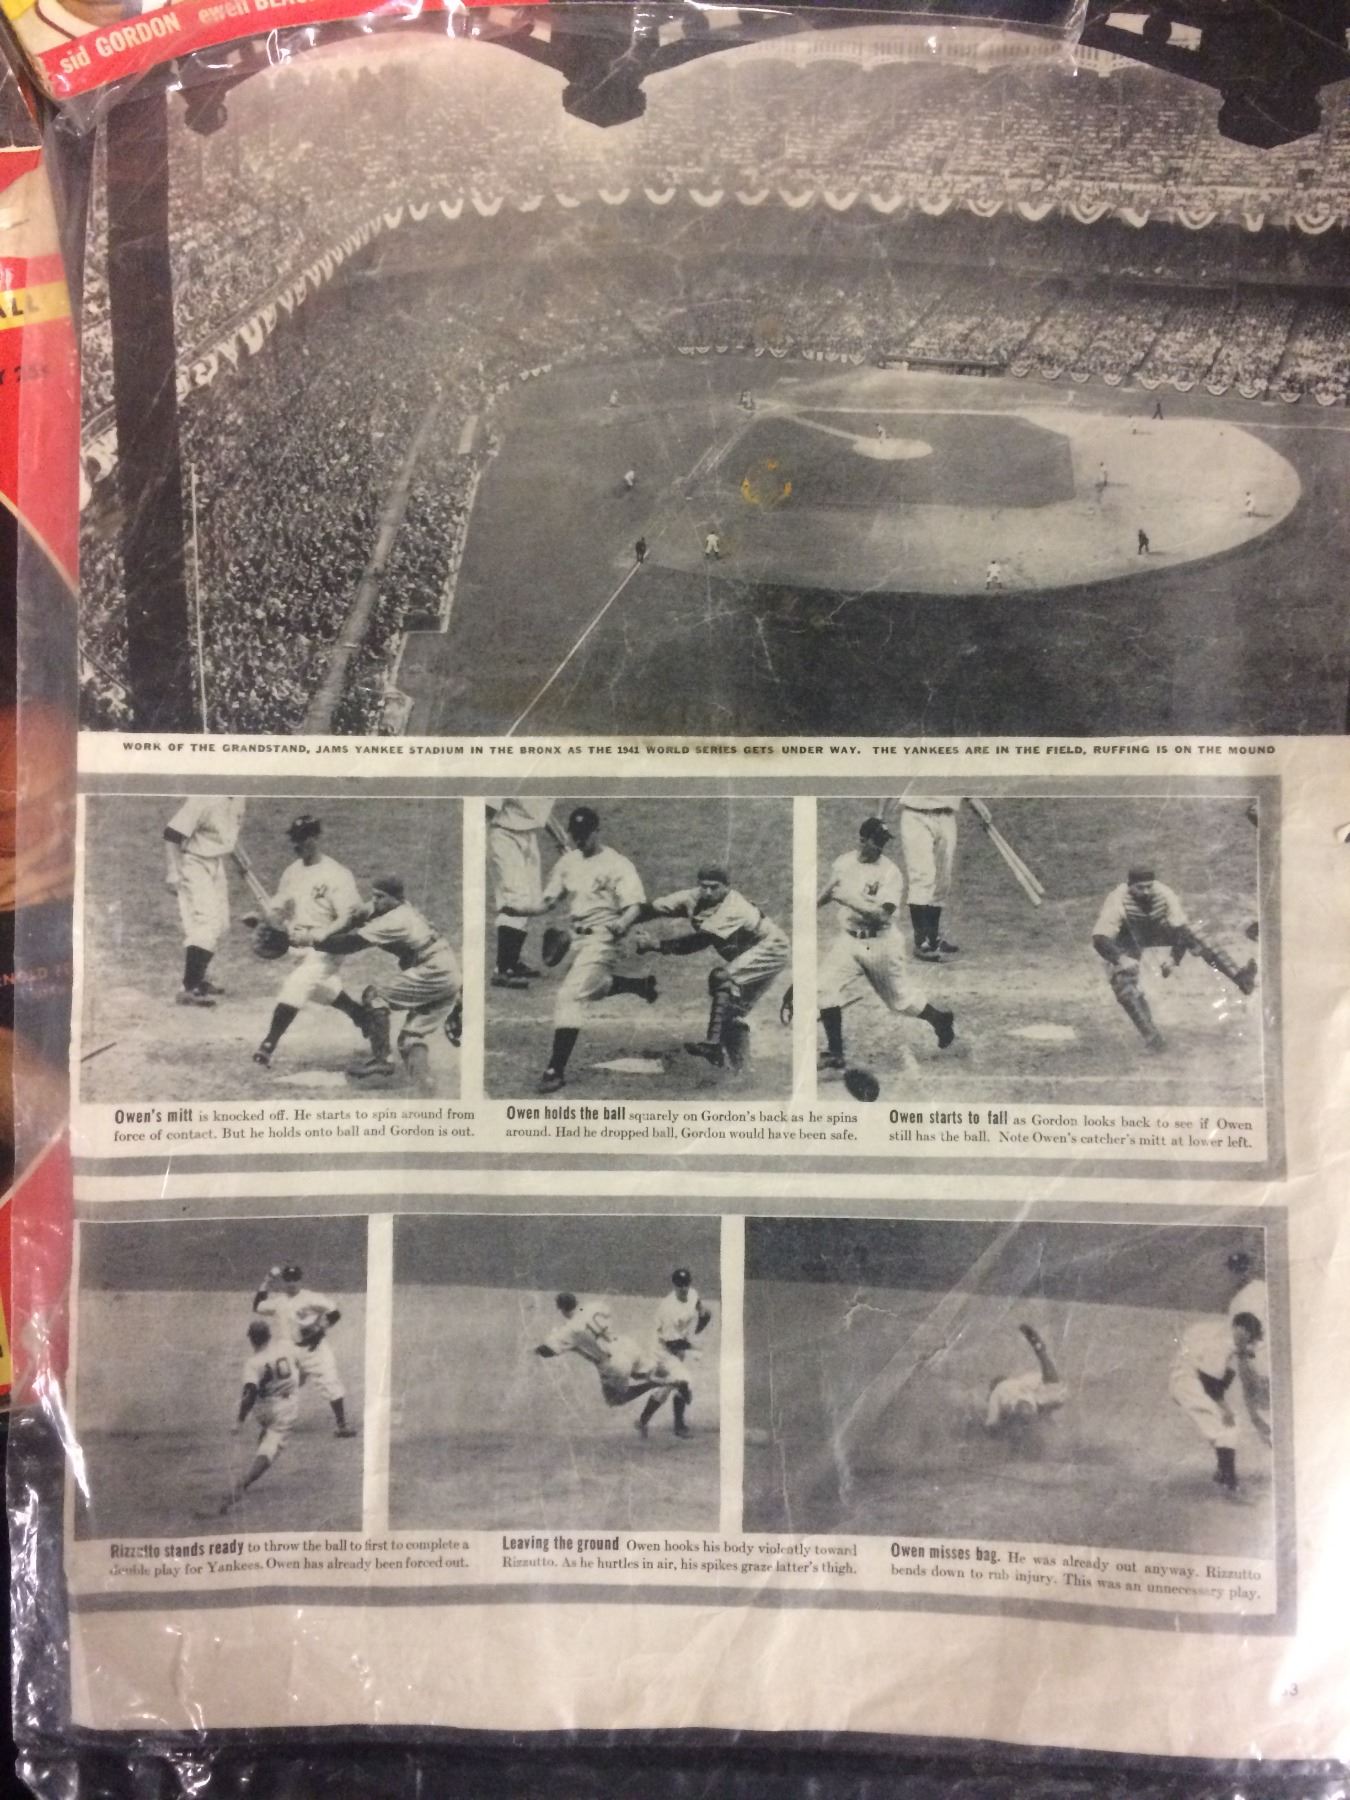 sid GORDON ewell
ALL
WORK OF THE GRANDSTAND, JAMS YANKEE STADIUM IN THE BRONX AS THE 1941 WORLD SERIES GETS UNDER WAY. THE YANKEES ARE IN THE FIELD, RUFFING IS ON THE MOUND
Owen's mitt is knocked off. He starts to spin around from
force of contact. But he holds onto ball and Gordon is out.
Owen holds the ball squarely on Gordon's back as he spins
around. Had he dropped ball, Gordon would have been safe.
Owen starts to fall as Gordon looks back to see if Owen
still has the ball. Note Owen's catcher's mitt at lower left.
10
Rizzutto stands ready to throw the ball to first to complete a
double play for Yankees. Owen has already been forced out.
Leaving the ground Owen hooks his body violently toward
Rizzutto. As he hurtles in air, his spikes graze latter's thigh.
Owen misses bag. He was already out anyway. Rizzutto
bends down to rub injury. This was an unnecessary play.